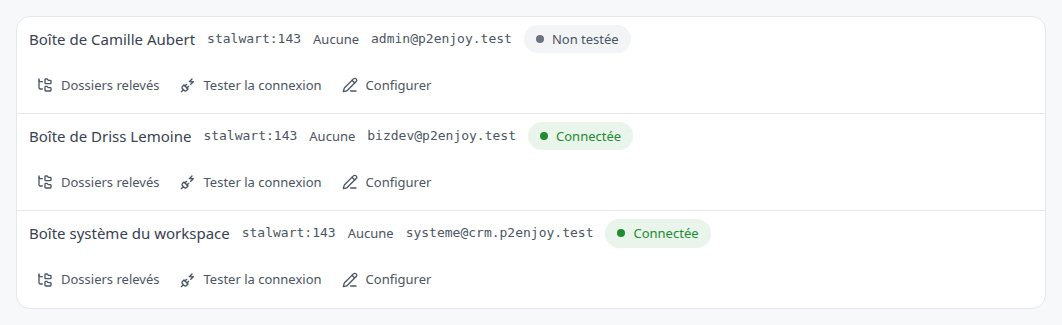 Boîte de Camille Aubert stalwart:143 Aucune admin@p2enjoy.test Non testée
Dossiers relevés Tester la connexion Configurer
Boîte de Driss Lemoine stalwart:143 Aucune bizdev@p2enjoy.test Connectée
Dossiers relevés Tester la connexion Configurer
Boîte système du workspace stalwart:143 Aucune systeme@crm.p2enjoy.test Connectée
Dossiers relevés Tester la connexion Configurer